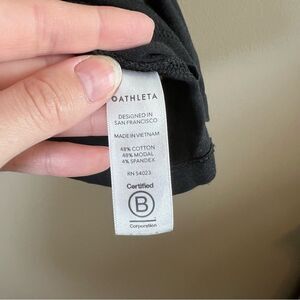 ATHLETA
DESIGNED IN
SAN FRANCISCO
MADE IN VIETNAM
48% COTTON
48% MODAL
4% SPANDEX
RN 54023
Certified
B
Corporation